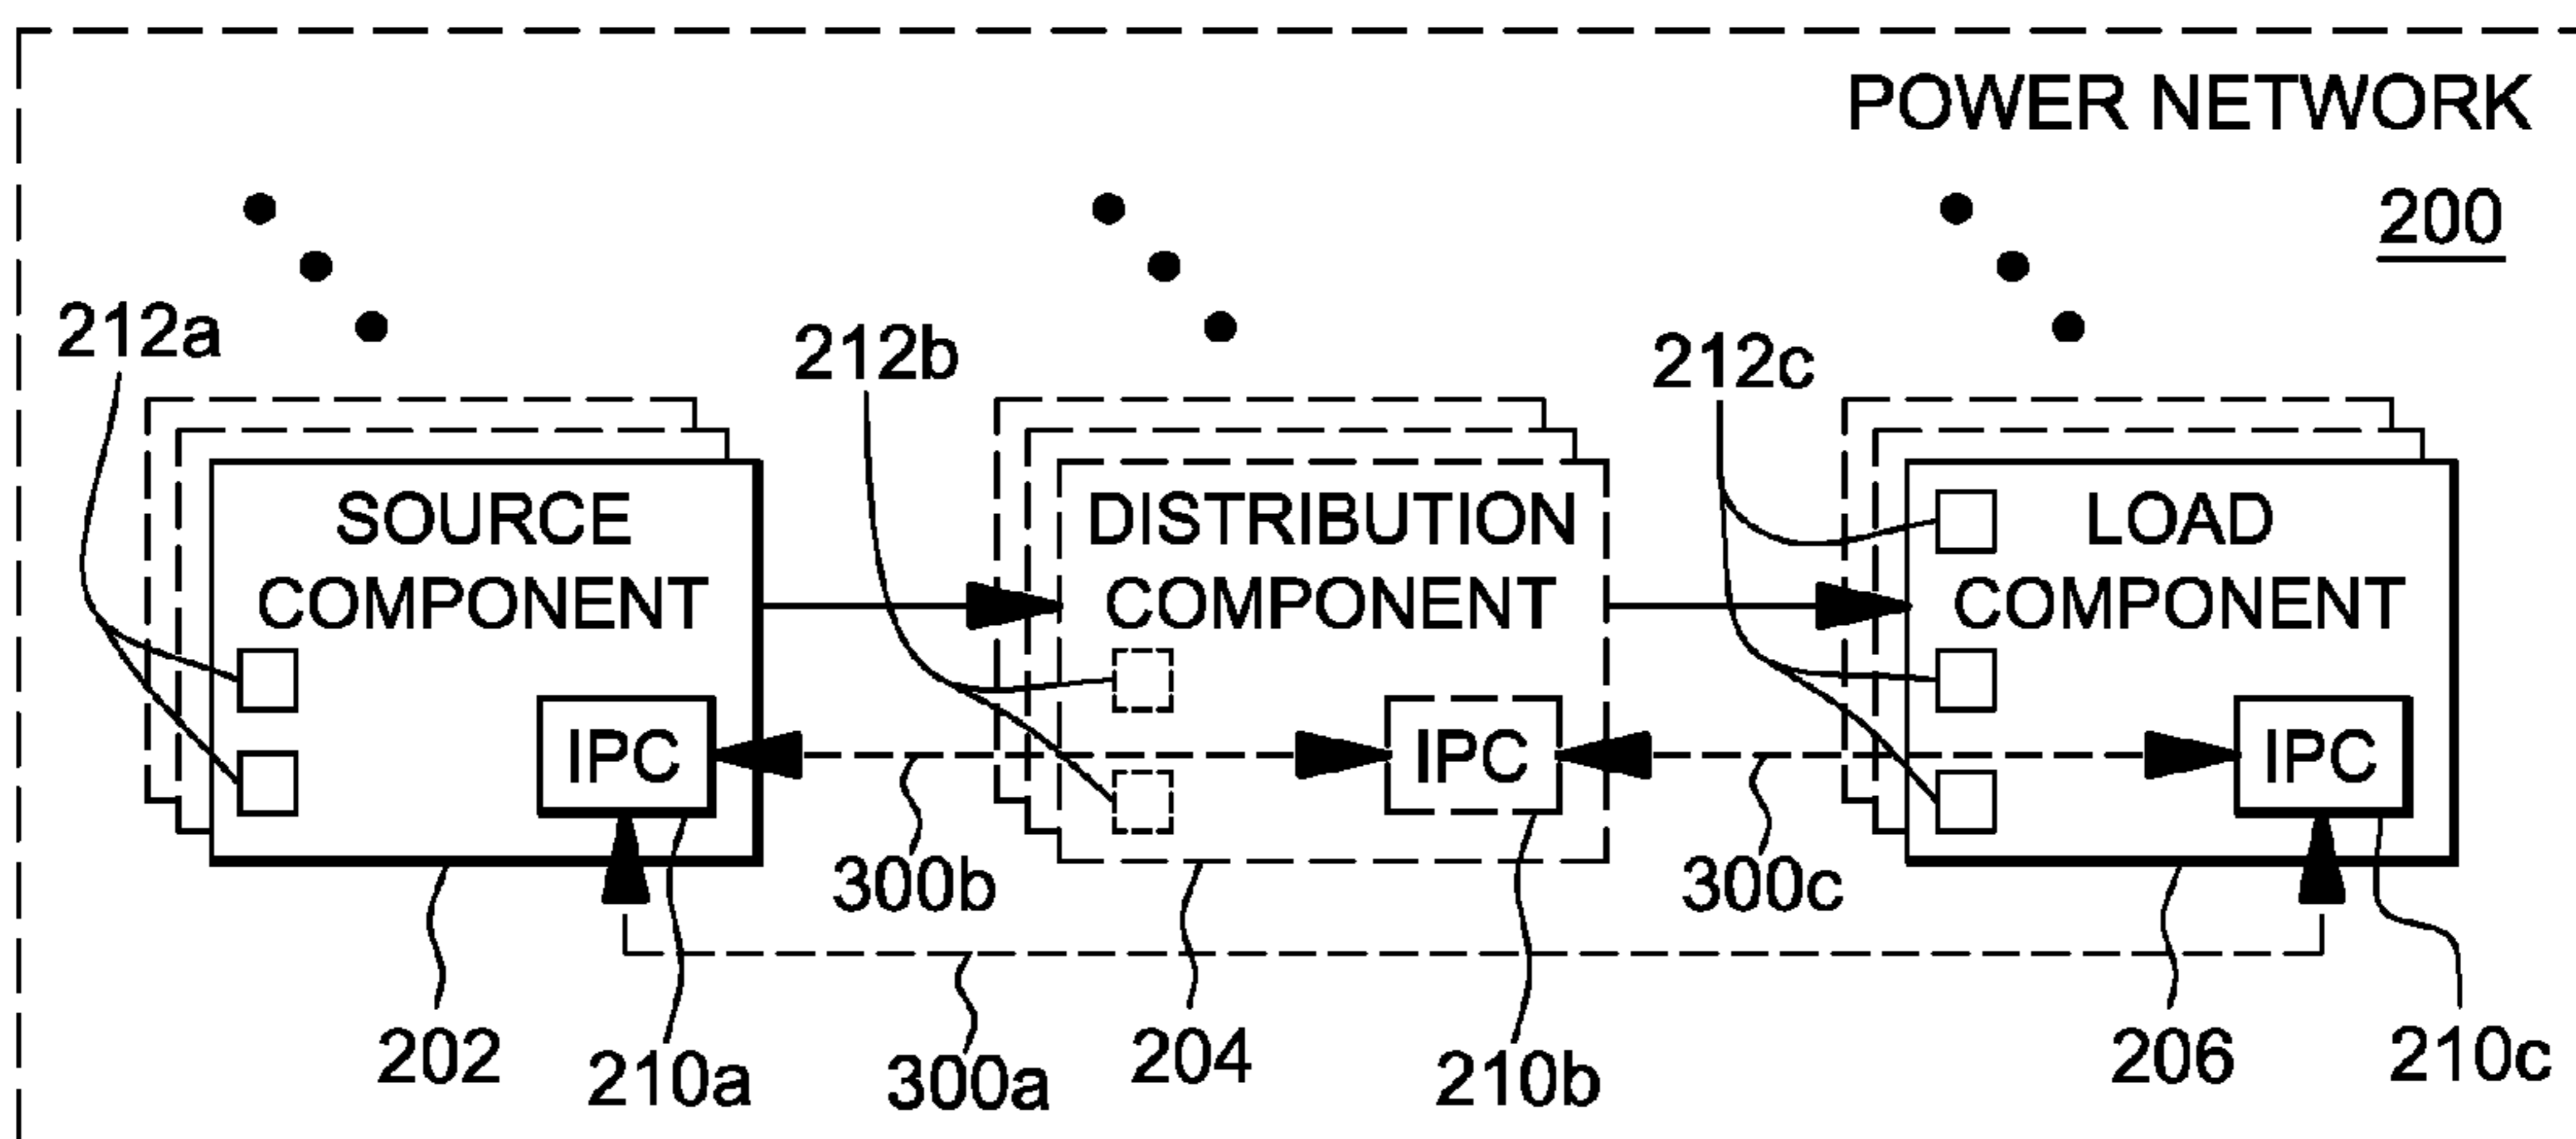 POWER NETWORK
200
212a
212b
212c
SOURCE
COMPONENT
DISTRIBUTION
COMPONENT
LOAD
COMPONENT
IPC
IPC
IPC
300b
300c
202
210a
300a
204
210b
206
210c